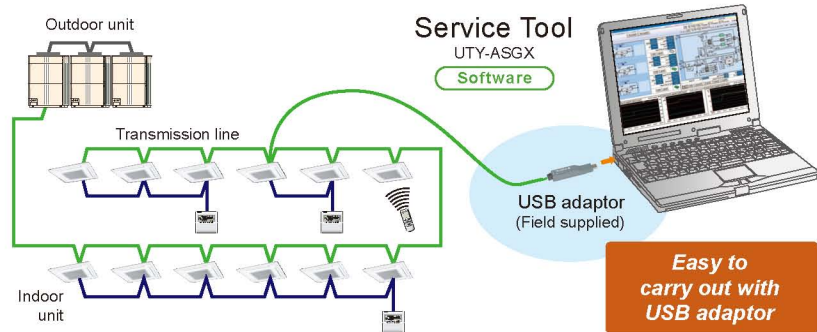 Outdoor unit
Service Tool
UTY-ASGX
Software
Transmission line
USB adaptor
(Field supplied)
Indoor
unit
Easy to
carry out with
USB adaptor